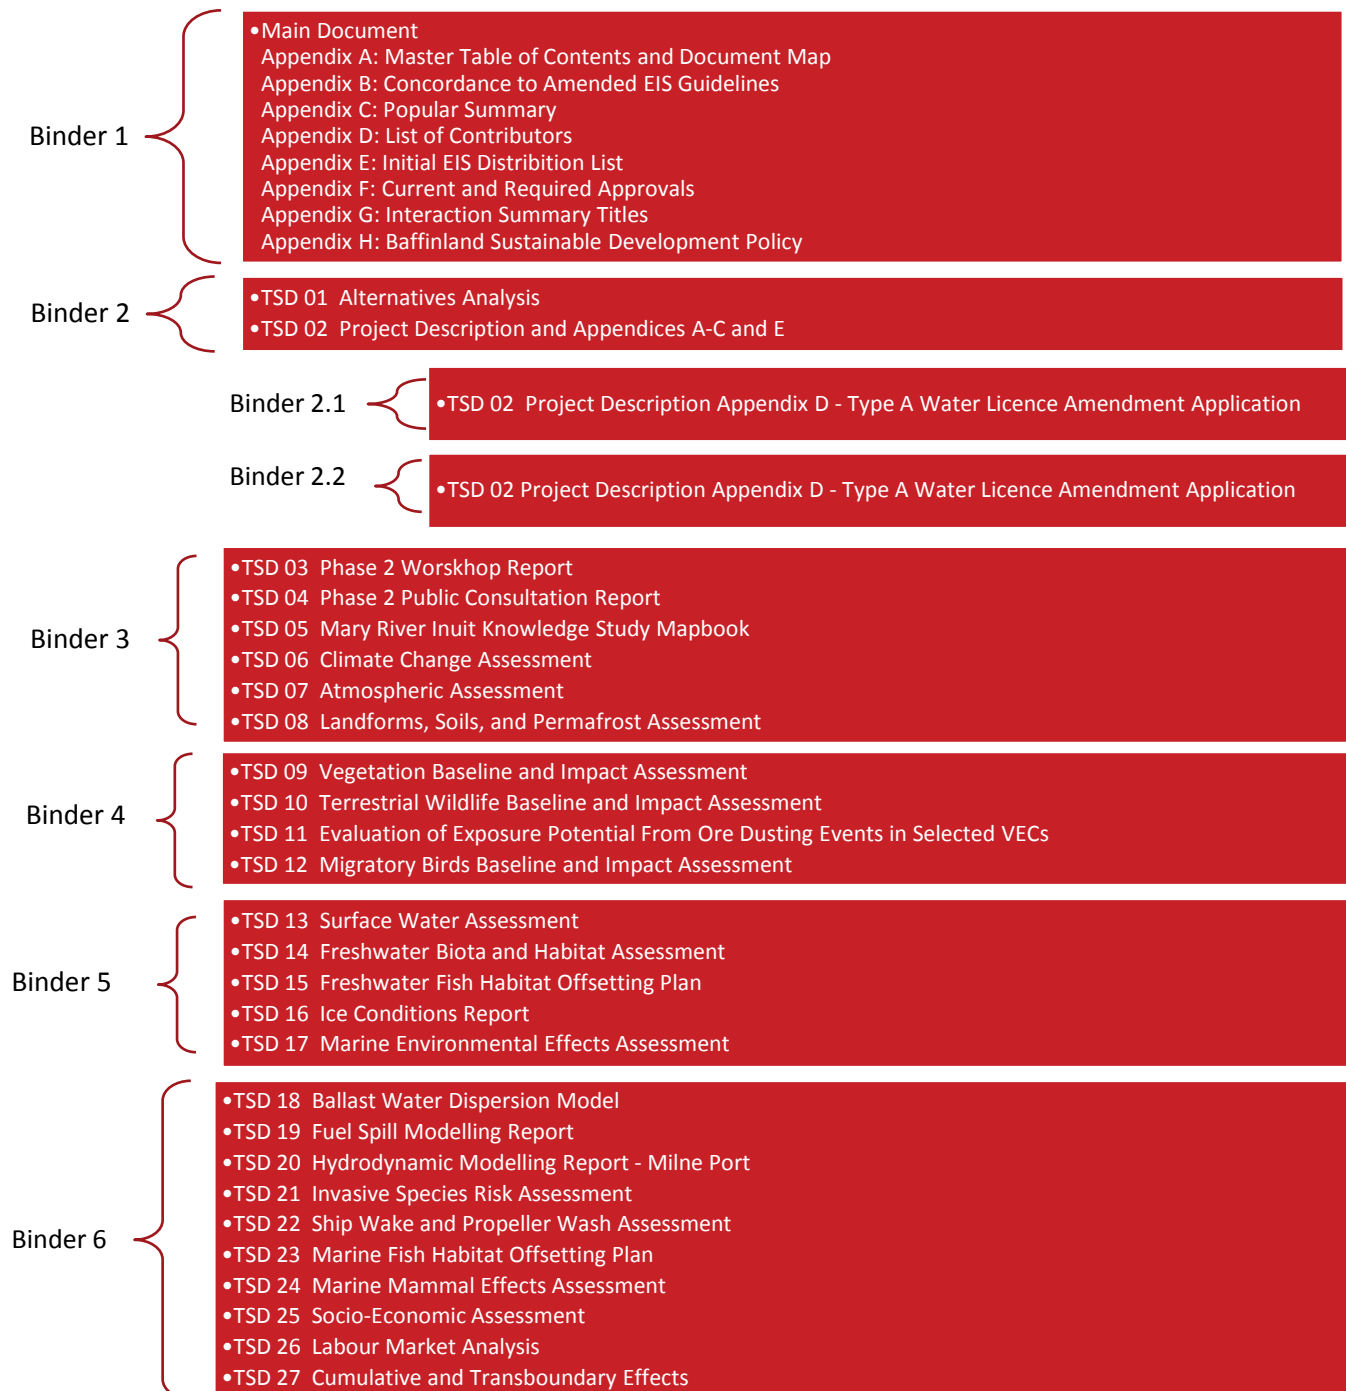 Binder 1
•Main Document
Appendix A: Master Table of Contents and Document Map
Appendix B: Concordance to Amended EIS Guidelines
Appendix C: Popular Summary
Appendix D: List of Contributors
Appendix E: Initial EIS Distribition List
Appendix F: Current and Required Approvals
Appendix G: Interaction Summary Titles
Appendix H: Baffinland Sustainable Development Policy
Binder 2
•TSD 01 Alternatives Analysis
•TSD 02 Project Description and Appendices A-C and E
Binder 2.1
•TSD 02 Project Description Appendix D - Type A Water Licence Amendment Application
Binder 2.2
•TSD 02 Project Description Appendix D - Type A Water Licence Amendment Application
Binder 3
•TSD 03 Phase 2 Worskhop Report
•TSD 04 Phase 2 Public Consultation Report
•TSD 05 Mary River Inuit Knowledge Study Mapbook
•TSD 06 Climate Change Assessment
•TSD 07 Atmospheric Assessment
•TSD 08 Landforms, Soils, and Permafrost Assessment
Binder 4
•TSD 09 Vegetation Baseline and Impact Assessment
•TSD 10 Terrestrial Wildlife Baseline and Impact Assessment
•TSD 11 Evaluation of Exposure Potential From Ore Dusting Events in Selected VECs
•TSD 12 Migratory Birds Baseline and Impact Assessment
Binder 5
•TSD 13 Surface Water Assessment
•TSD 14 Freshwater Biota and Habitat Assessment
•TSD 15 Freshwater Fish Habitat Offsetting Plan
•TSD 16 Ice Conditions Report
•TSD 17 Marine Environmental Effects Assessment
Binder 6
•TSD 18 Ballast Water Dispersion Model
•TSD 19 Fuel Spill Modelling Report
•TSD 20 Hydrodynamic Modelling Report - Milne Port
•TSD 21 Invasive Species Risk Assessment
•TSD 22 Ship Wake and Propeller Wash Assessment
•TSD 23 Marine Fish Habitat Offsetting Plan
•TSD 24 Marine Mammal Effects Assessment
•TSD 25 Socio-Economic Assessment
•TSD 26 Labour Market Analysis
•TSD 27 Cumulative and Transboundary Effects